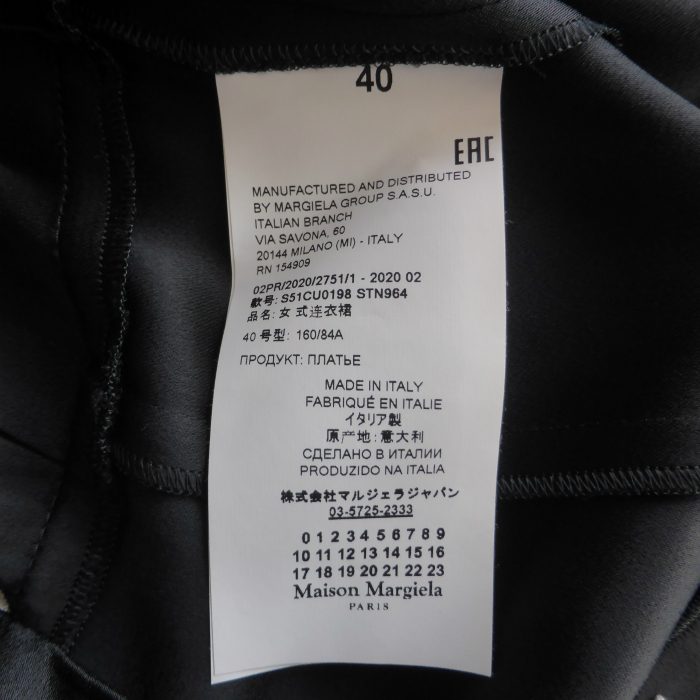 40
EAC
MANUFACTURED AND DISTRIBUTED
BY MARGIELA GROUP S.A.S.U.
ITALIAN BRANCH
VIA SAVONA, 60
20144 MILANO (MI) - ITALY
RN 154909
02PR/2020/2751/1 - 2020 02
款号: S51CU0198 STN964
品名: 女式连衣裙
40 号型: 160/84A
ПРОДУКТ: ПЛАТЬЕ
MADE IN ITALY
FABRIQUÉ EN ITALIE
イタリア製
原产地: 意大利
СДЕЛАНО В ИТАЛИИ
PRODUZIDO NA ITALIA
株式会社マルジェラジャパン
03-5725-2333
0 1 2 3 4 5 6 7 8 9
10 11 12 13 14 15 16
17 18 19 20 21 22 23
Maison Margiela
PARIS